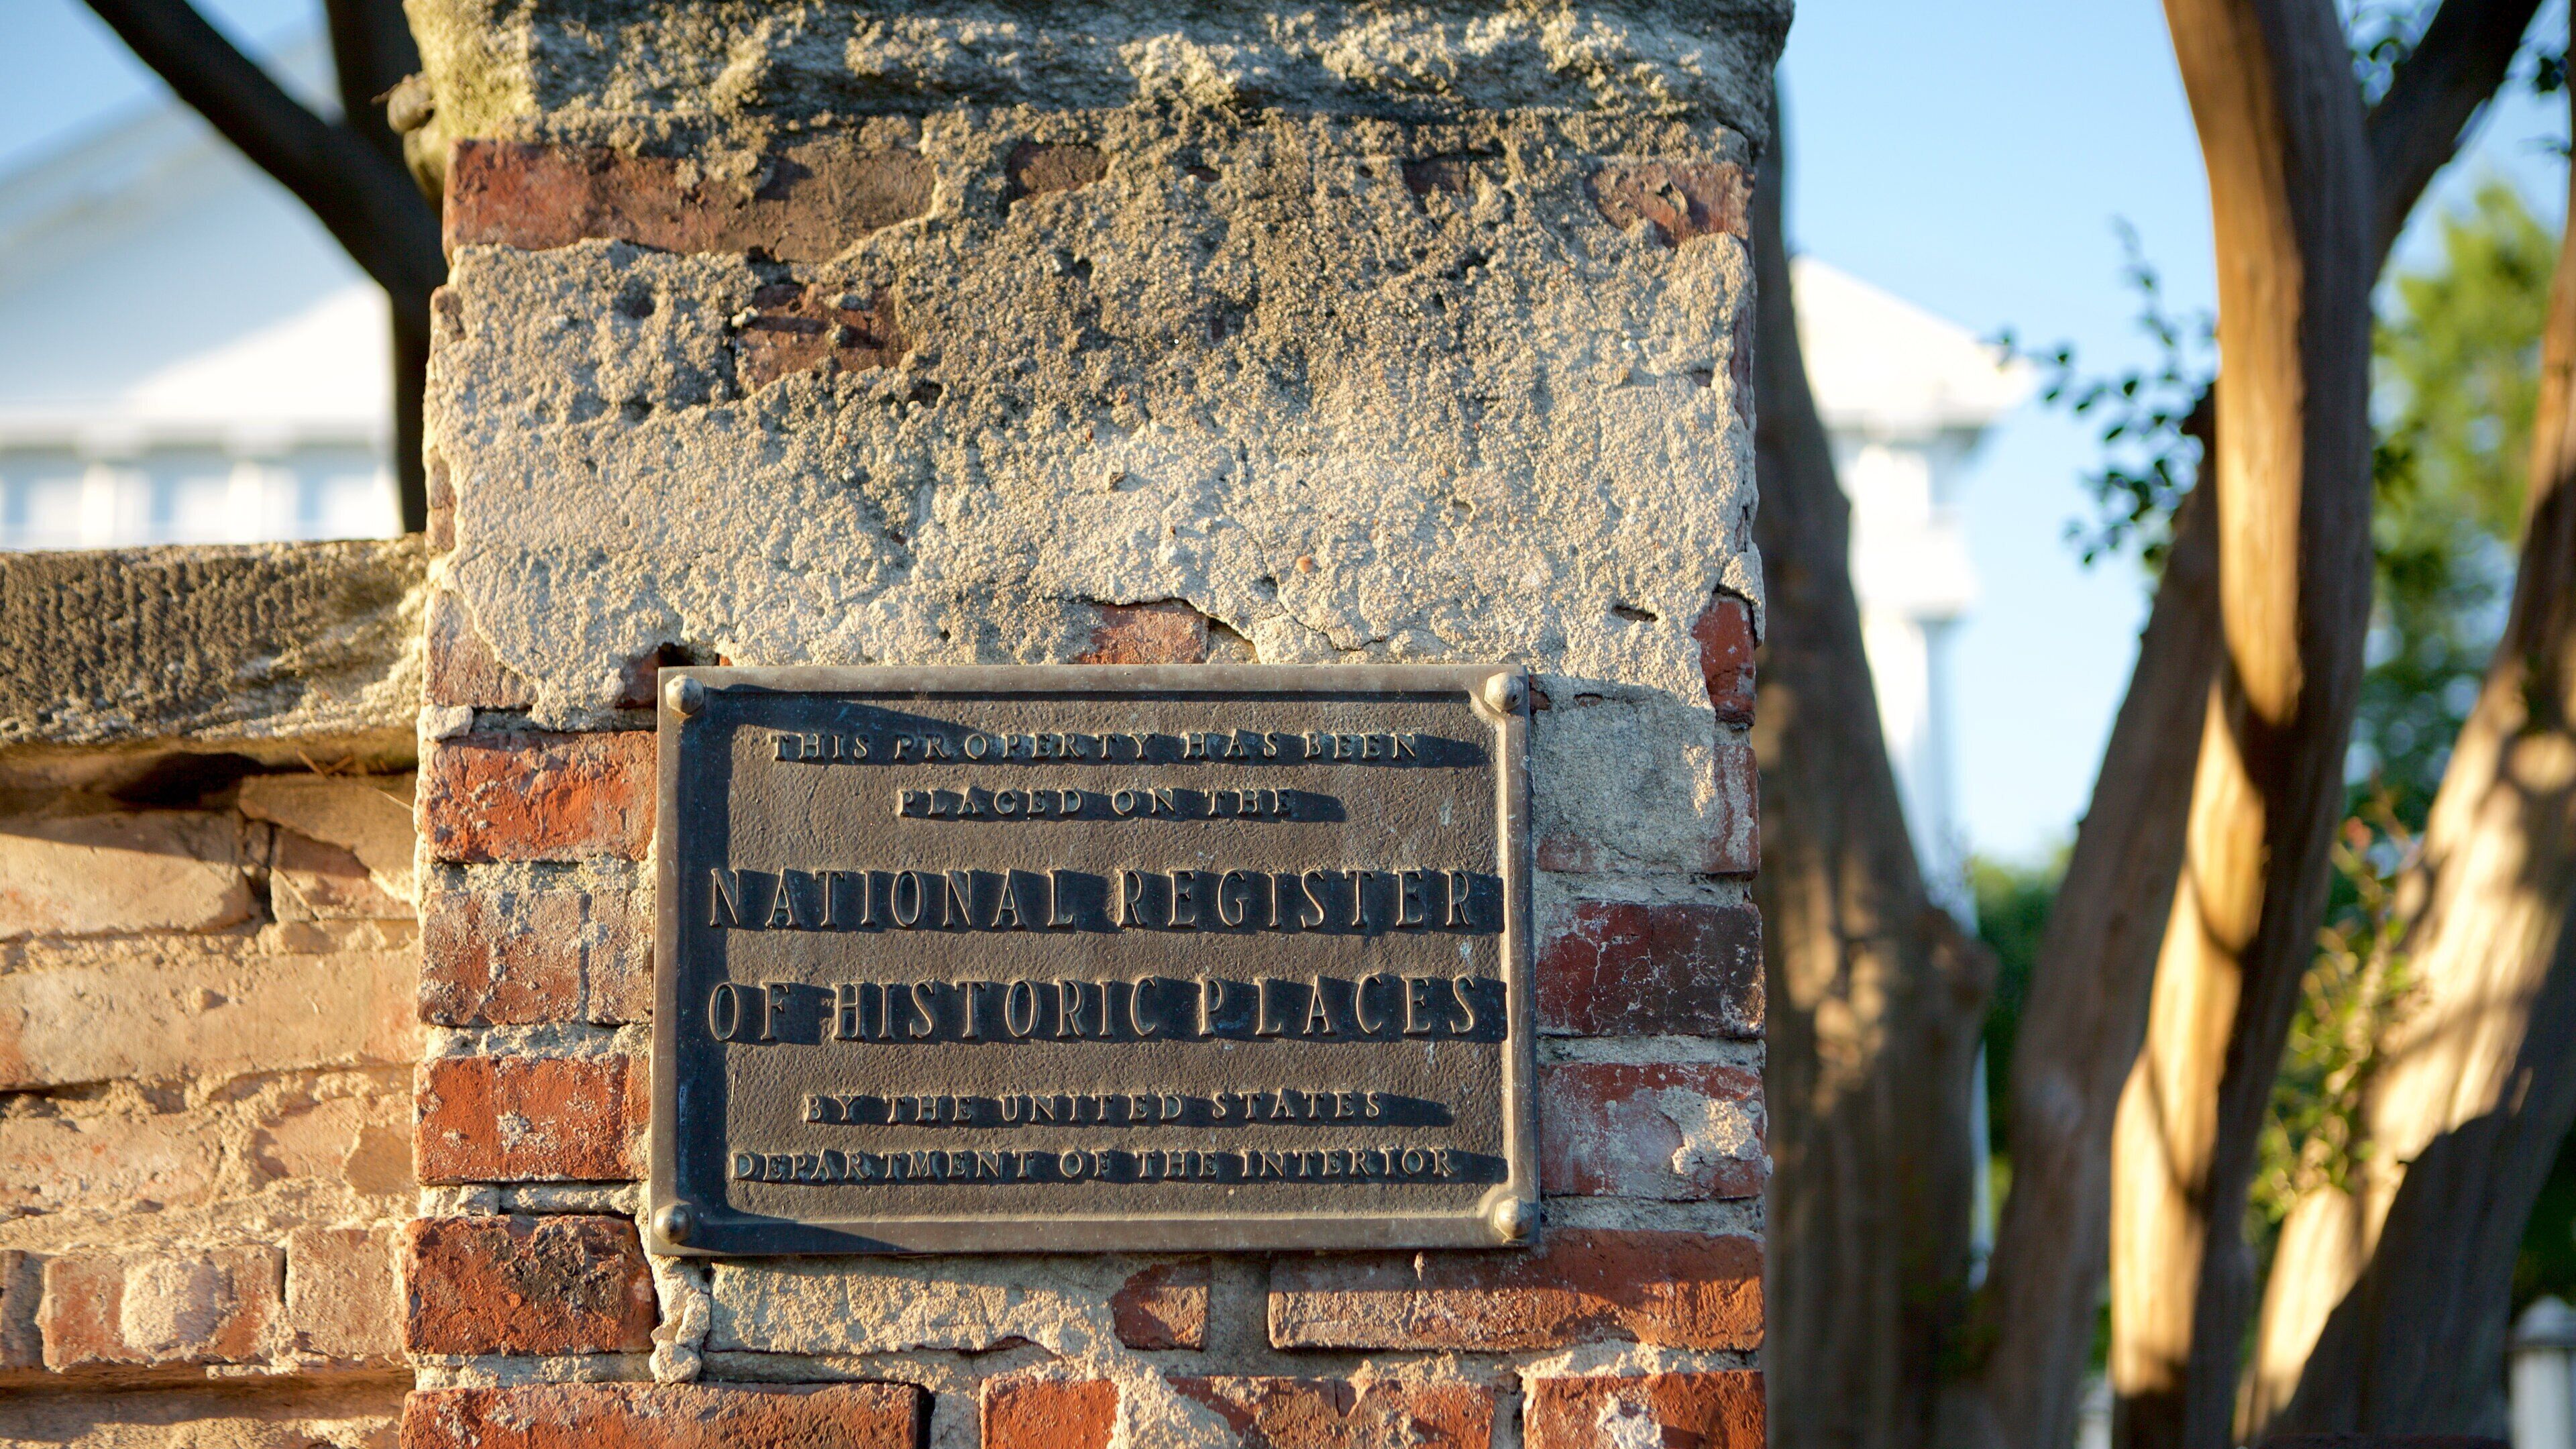 THIS PROPERTY HAS BEEN
PLACED ON THE
NATIONAL REGISTER
OF HISTORIC PLACES
BY THE UNITED STATES
DEPARTMENT OF THE INTERIOR